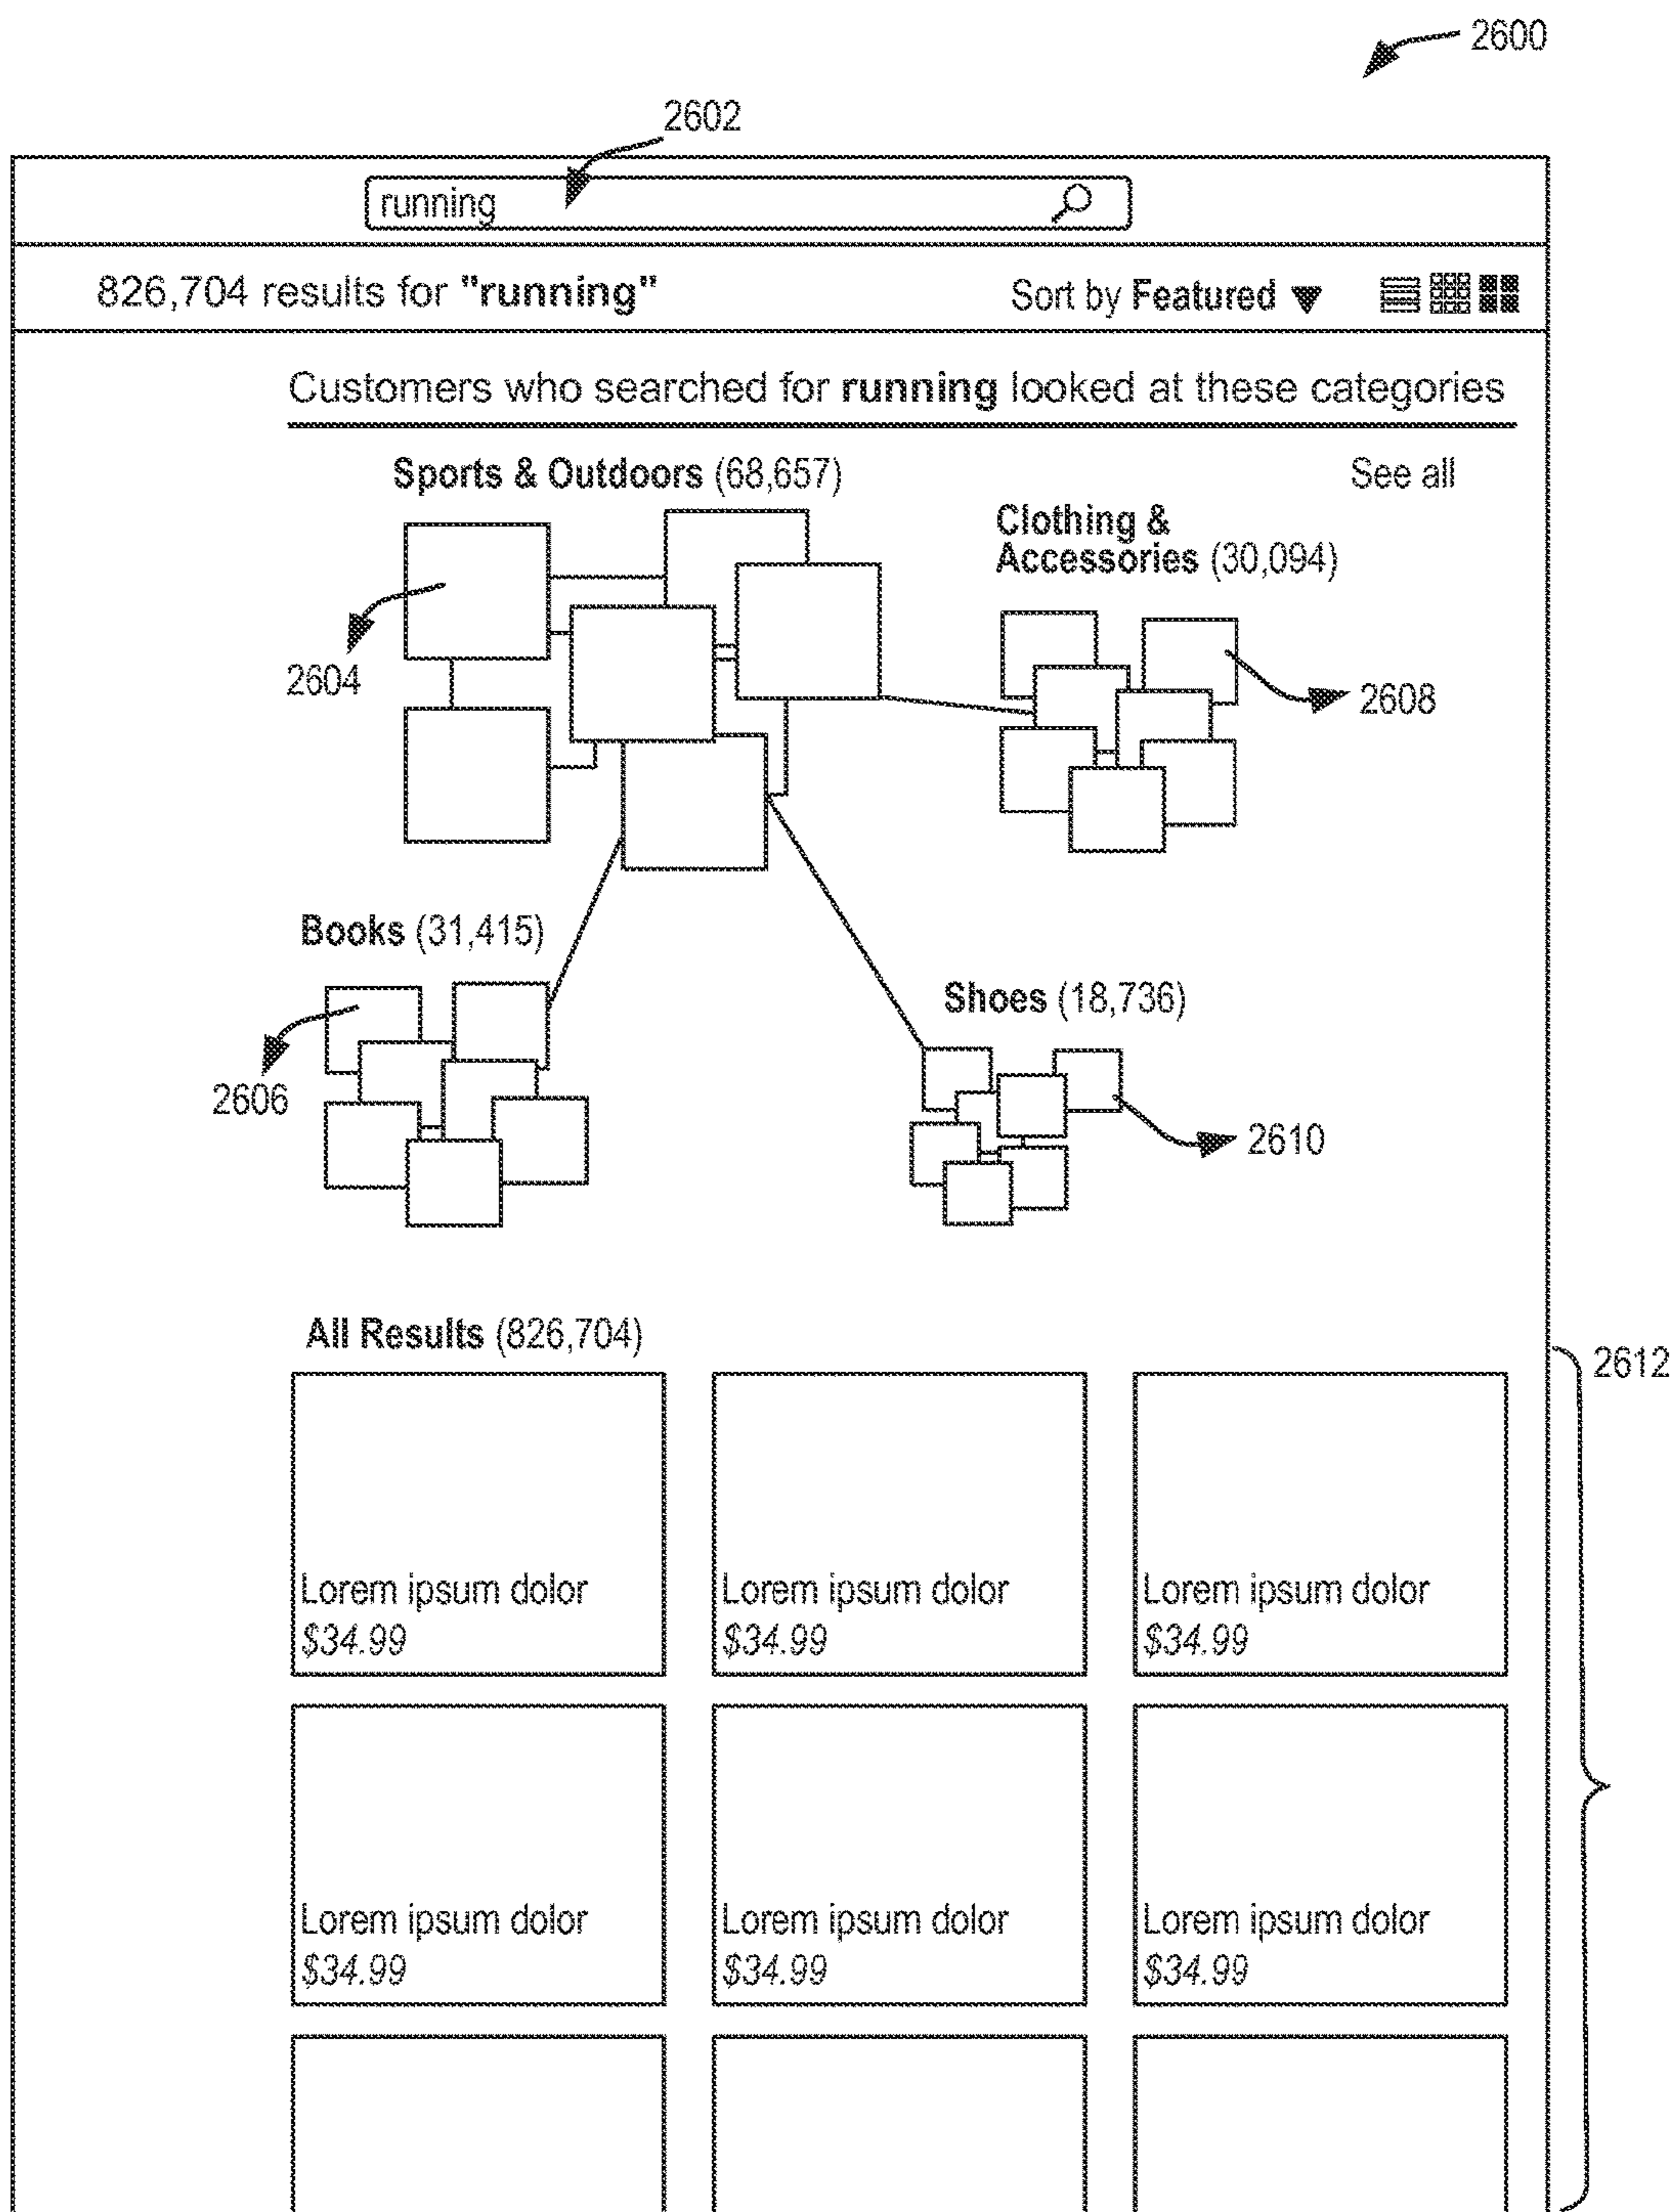 2600
2602
running
826,704 results for "running"
Sort by Featured
Customers who searched for running looked at these categories
Sports & Outdoors (68,657)
See all
Clothing &
Accessories (30,094)
2604
2608
Books (31,415)
Shoes (18,736)
2606
2610
All Results (826,704)
2612
Lorem ipsum dolor
$34.99
Lorem ipsum dolor
$34.99
Lorem ipsum dolor
$34.99
Lorem ipsum dolor
$34.99
Lorem ipsum dolor
$34.99
Lorem ipsum dolor
$34.99